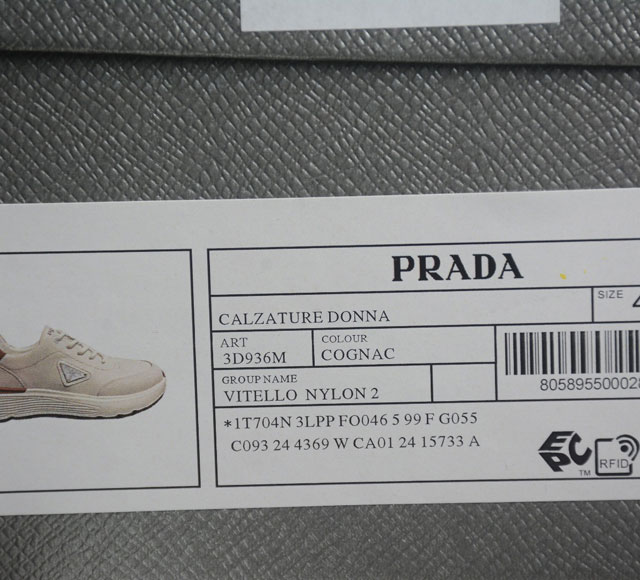 PRADA
CALZATURE DONNA
SIZE
ART
3D936M
COLOUR
COGNAC
GROUP NAME
VITELLO NYLON 2
805895500028
*1T704N 3LPP FO046 5 99 F G055
C093 24 4369 W CA01 24 15733 A
EPC
TM
RFID